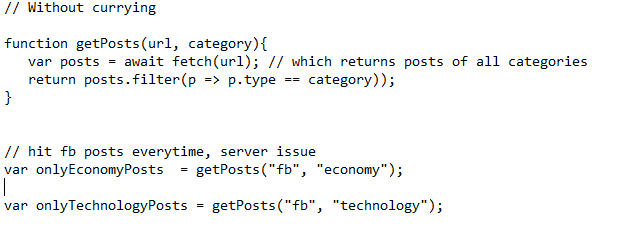 // Without currying
function getPosts(url, category){
var posts = await fetch(url); // which returns posts of all categories
return posts.filter(p => p.type == category));
}
// hit fb posts everytime, server issue
var onlyEconomyPosts  = getPosts("fb", "economy");
var onlyTechnologyPosts = getPosts("fb", "technology");